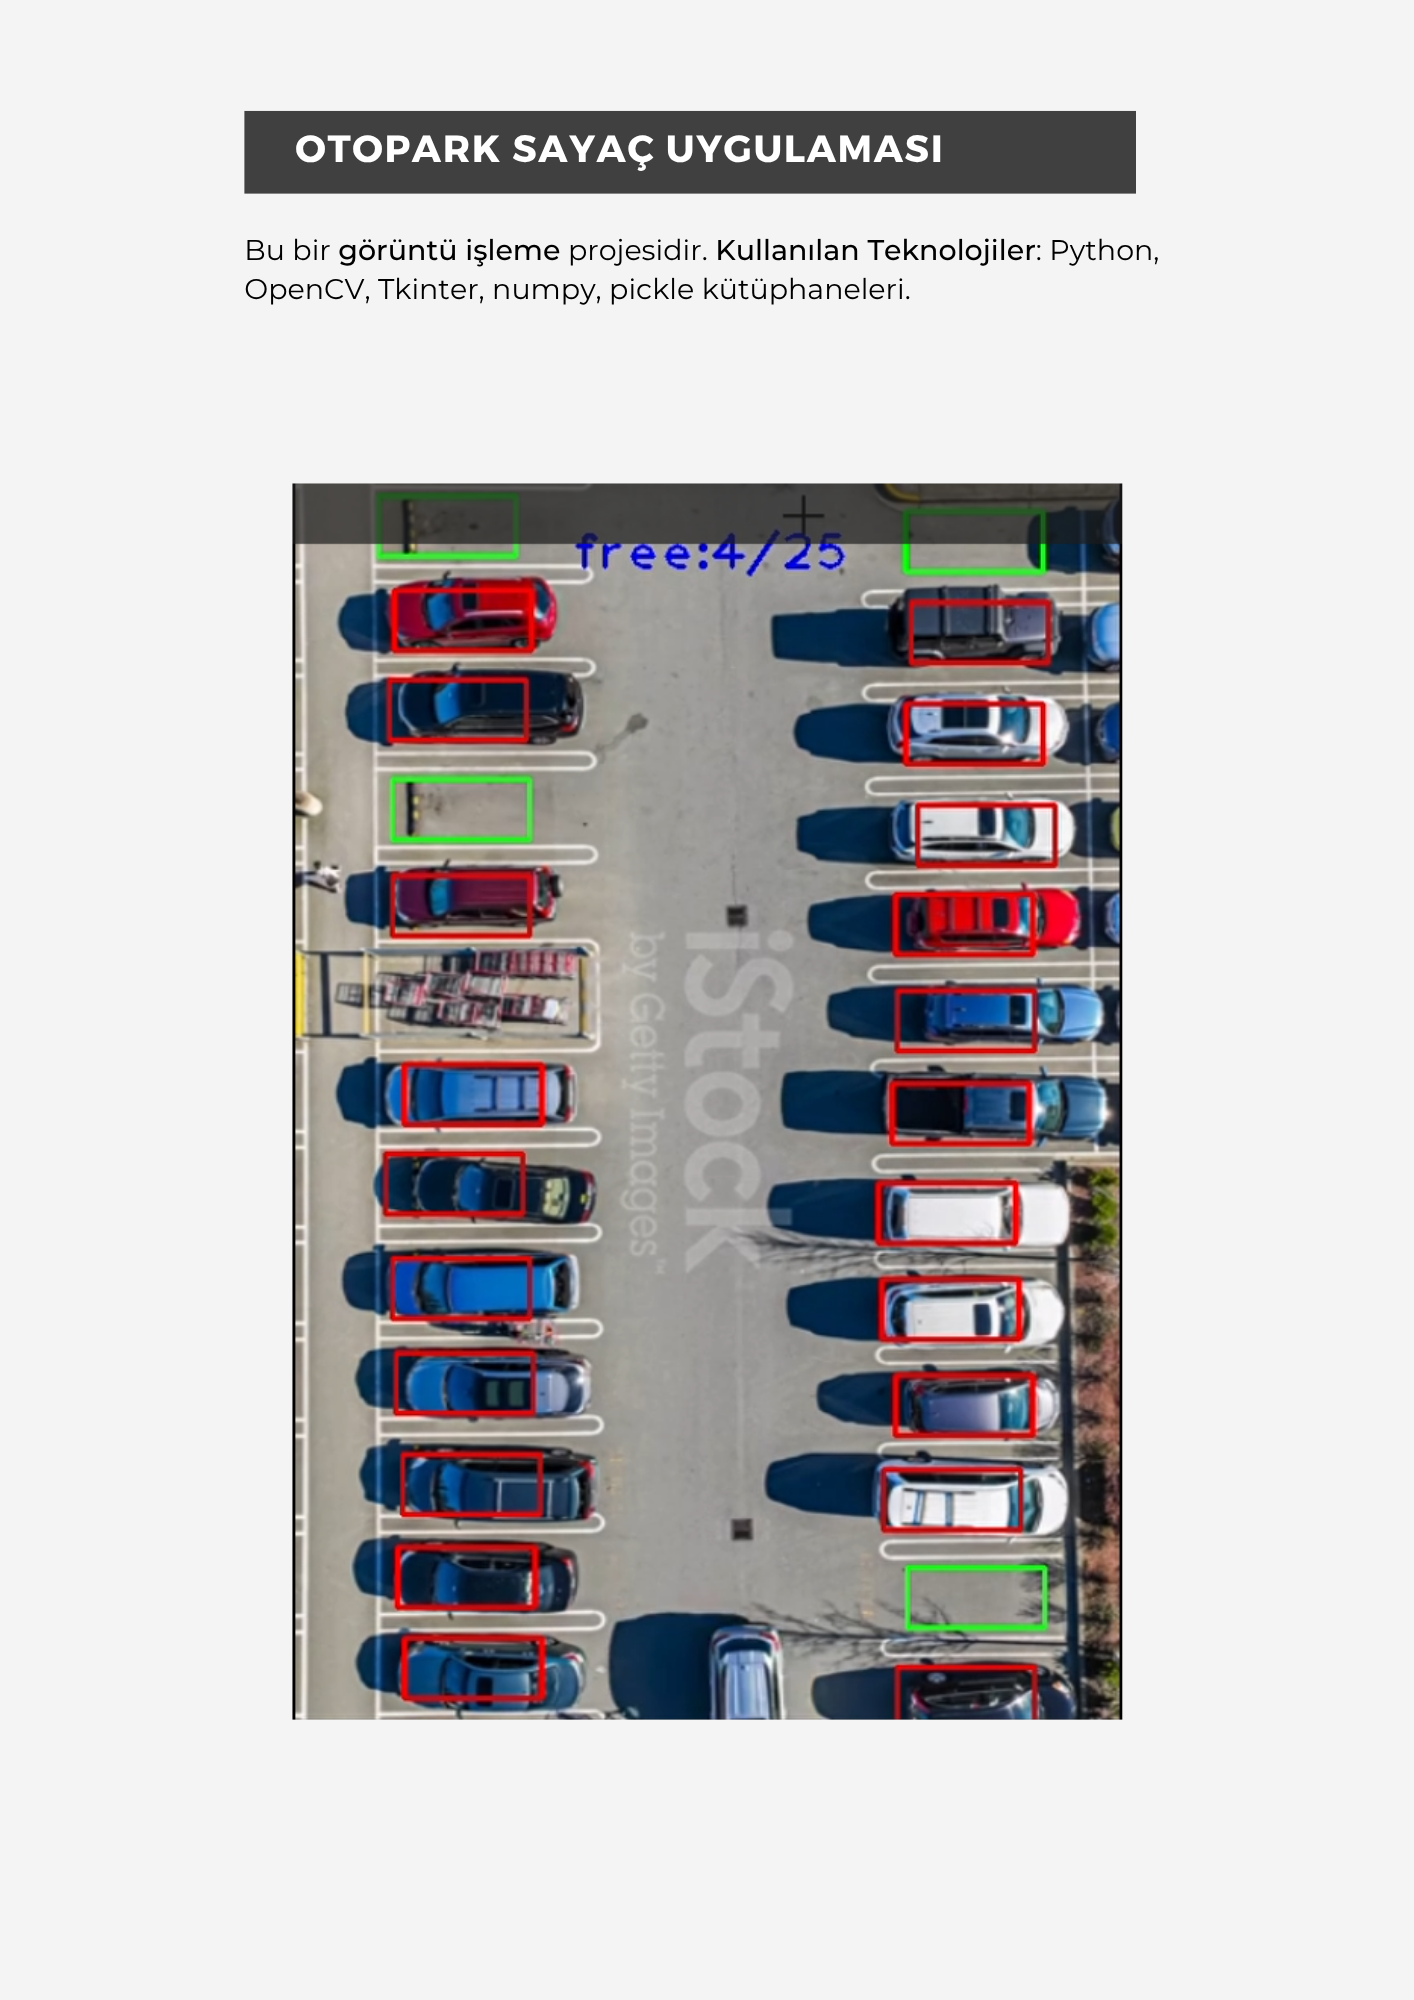 OTOPARK SAYAÇ UYGULAMASI
Bu bir görüntü işleme projesidir. Kullanılan Teknolojiler: Python,
OpenCV, Tkinter, numpy, pickle kütüphaneleri.
free:4/25
iStock
by Getty Images™